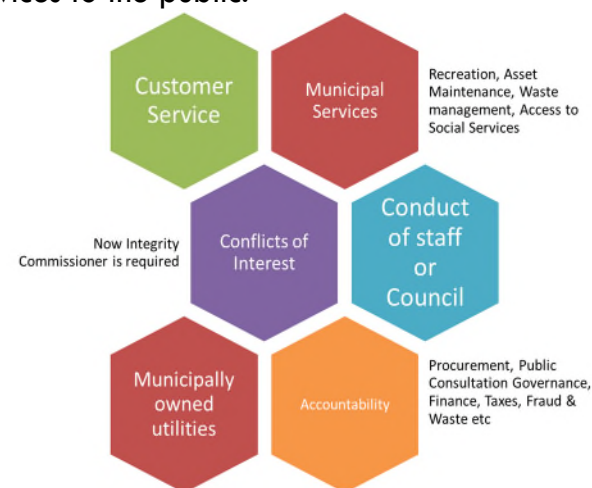 Customer
Service
Municipal
Services
Recreation, Asset
Maintenance, Waste
management, Access to
Social Services
Now Integrity
Commissioner is required
Conflicts of
Interest
Conduct
of staff
or
Council
Municipally
owned
utilities
Accountability
Procurement, Public
Consultation Governance,
Finance, Taxes, Fraud &
Waste etc